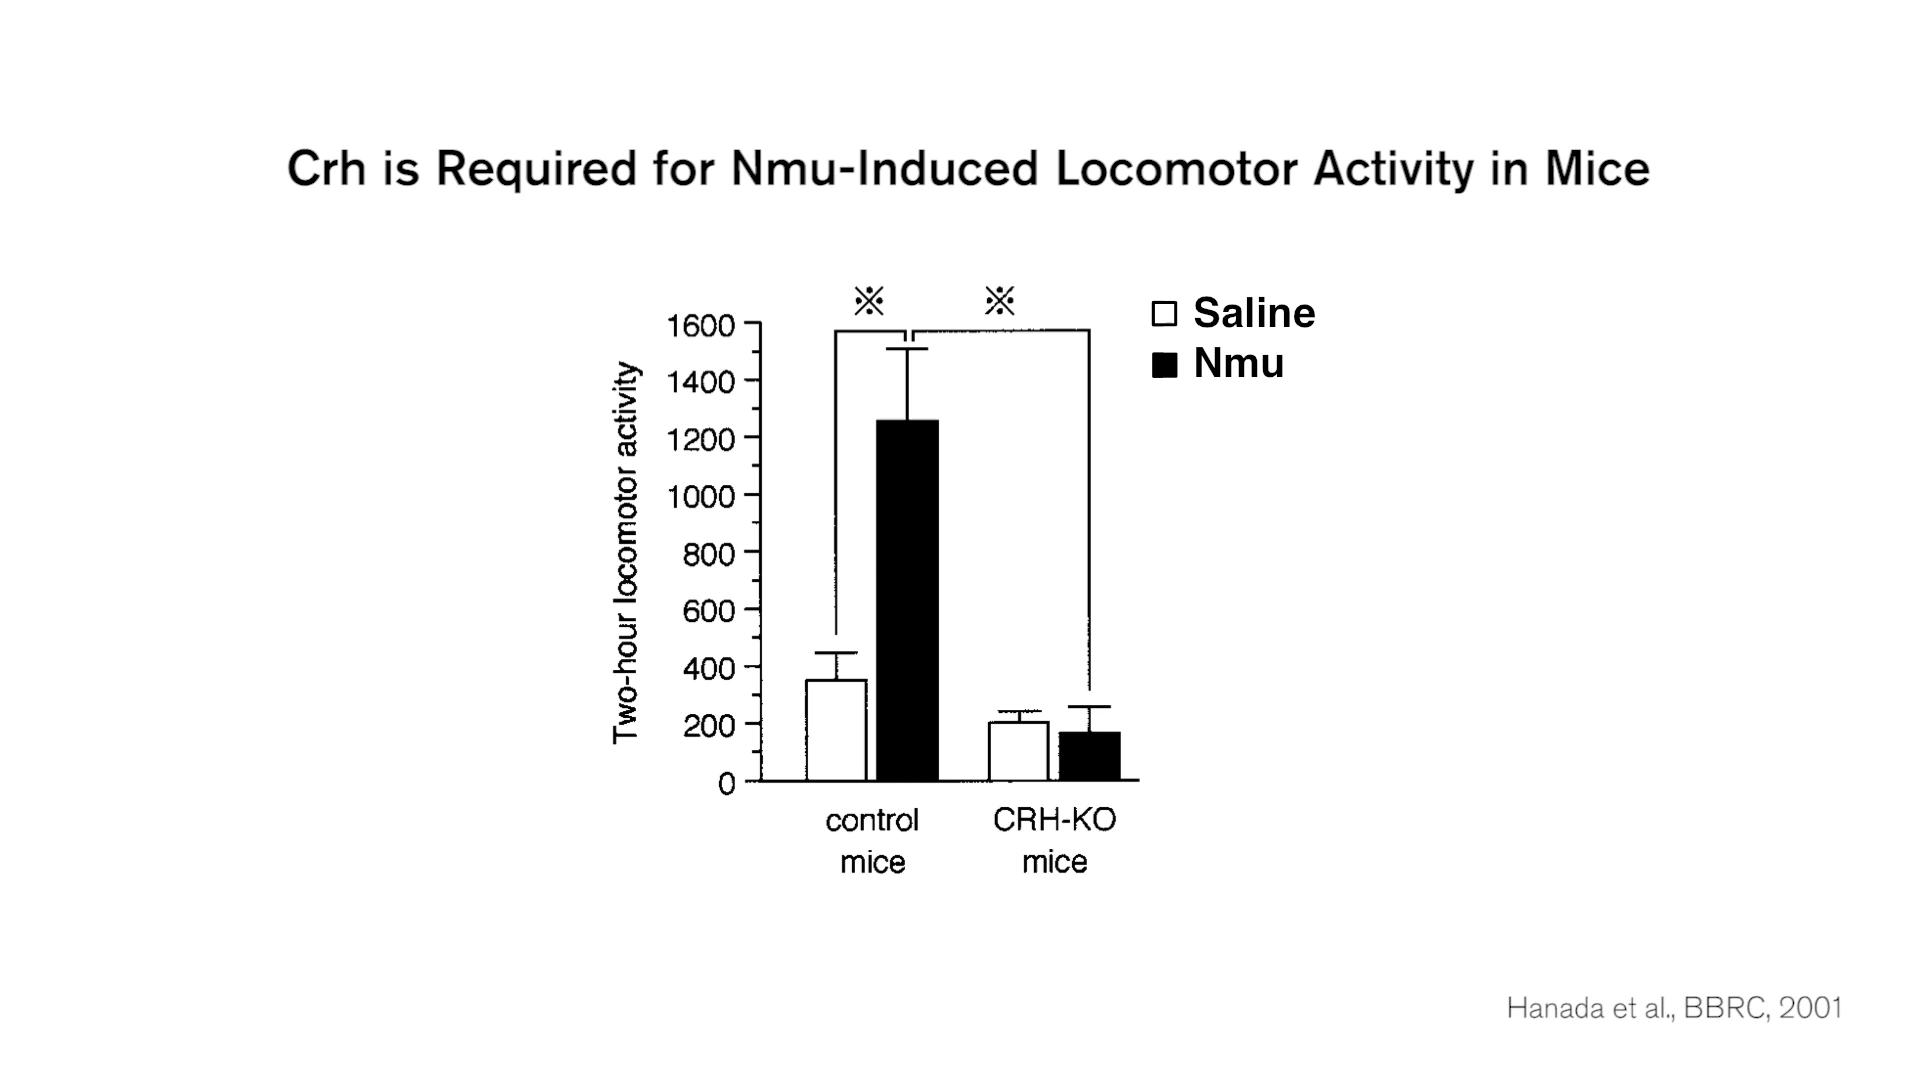 Crh is Required for Nmu-Induced Locomotor Activity in Mice
※ ※
Saline
Nmu
Two-hour locomotor activity
1600
1400
1200
1000
800
600
400
200
0
control mice
CRH-KO mice
Hanada et al., BBRC, 2001